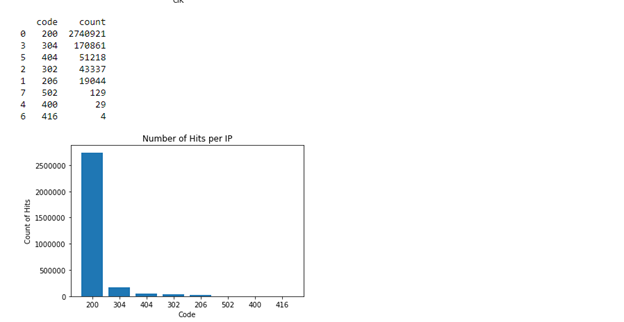 code count
0 200 2740921
3 304 170861
5 404 51218
2 302 43337
1 206 19044
7 502 129
4 400 29
6 416 4
Number of Hits per IP
2500000
2000000
1500000
1000000
500000
0
Count of Hits
200 304 404 302 206 502 400 416
Code